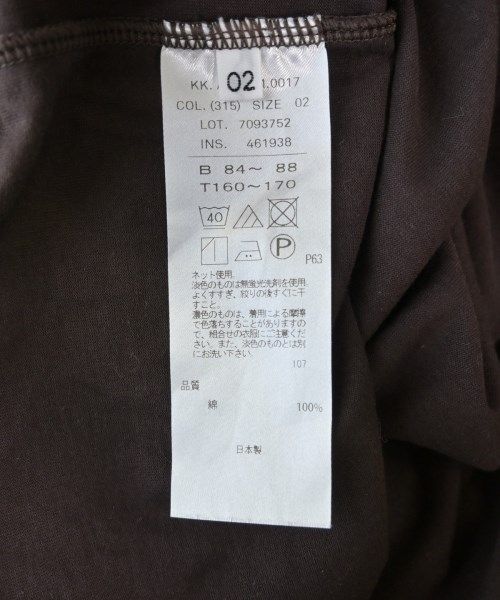 02
KK. 1.0017
COL. (315) SIZE 02
LOT. 7093752
INS. 461938
B 84〜 88
T160〜170
40
P
P63
ネット使用。
淡色のものは無蛍光洗剤を使用。
よくすすぎ、絞りの後すぐに干
すこと。
濃色のものは、着用による摩擦
で色落ちすることがありますの
で、組合せの衣服にご注意くだ
さい。また、淡色のものとは別
にお洗い下さい。
107
品質
綿 100%
日本製